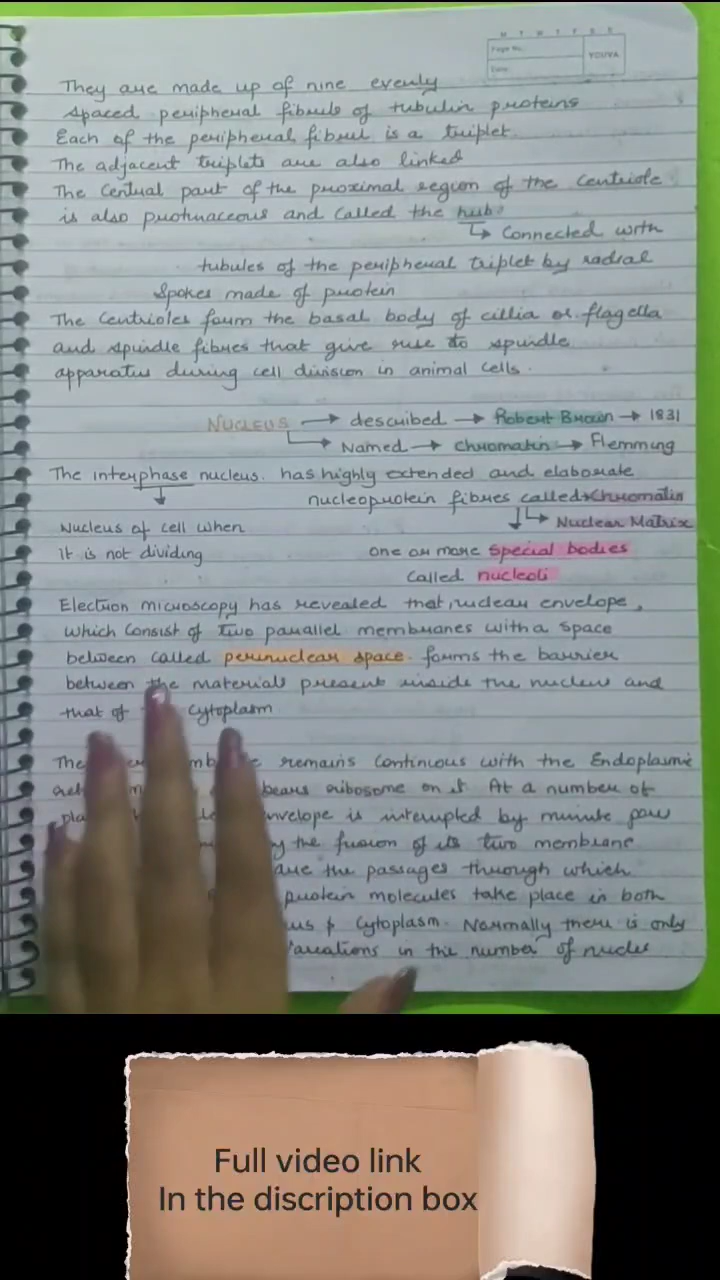 M T W T F S S
Page No.:
YOUVA
Date:
They are made up of nine evenly
spaced peripheral fibrils of tubulin proteins
Each of the peripheral fibril is a triplet.
The adjacent triplets are also linked
The central part of the proximal region of the centriole
is also protinaceous and called the hub.
↳ Connected with
tubules of the peripheral triplet by radial
Spokes made of protein
The Centrioles form the basal body of cillia or flagella
and spindle fibres that give rise to spindle
apparatus during cell division in animal cells.
NUCLEUS → described → Robert Brown → 1831
↳ Named → chromatin → Flemming
The interphase nucleus. has highly extended and elaborate
nucleoprotein fibres called → Chromatin
↳ Nuclear Matrix
Nucleus of cell when
it is not dividing
one or more special bodies
called nucleoli
Electron microscopy has revealed that, nuclear envelope,
which consist of two parallel membranes with a space
between called perinuclear space. forms the barrier
between the materials present inside the nucleus and
that of cytoplasm
The remains continous with the Endoplasmic
bears ribosome on it. At a number of
envelope is interrupted by minute pores
the fusion of its two membrane
are the passages through which
protein molecules take place in both
& cytoplasm. Normally there is only
in the number of nuclei
Full video link
In the discription box